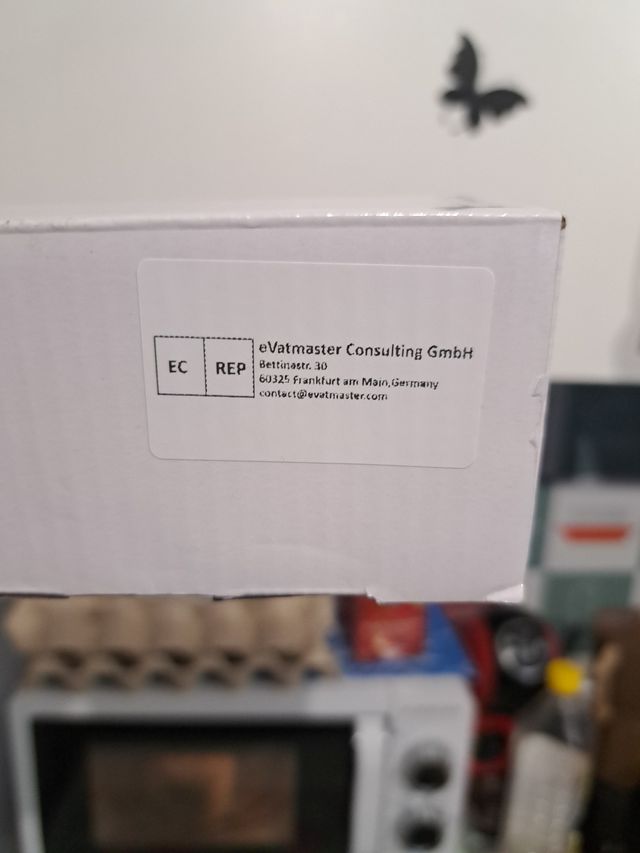 EC REP
eVatmaster Consulting GmbH
Bettinastr. 30
60325 Frankfurt am Main,Germany
contact@evatmaster.com